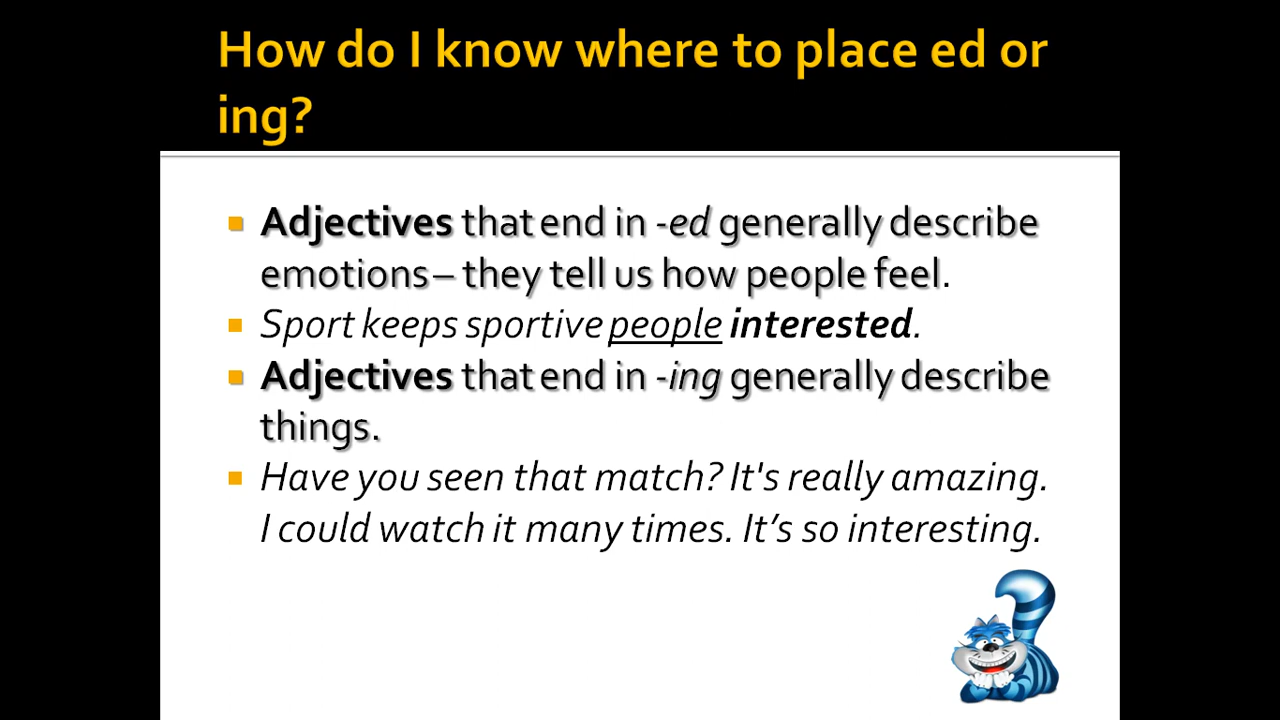 How do I know where to place ed or
ing?
Adjectives that end in -ed generally describe
emotions – they tell us how people feel.
Sport keeps sportive people interested.
Adjectives that end in -ing generally describe
things.
Have you seen that match? It's really amazing.
I could watch it many times. It’s so interesting.